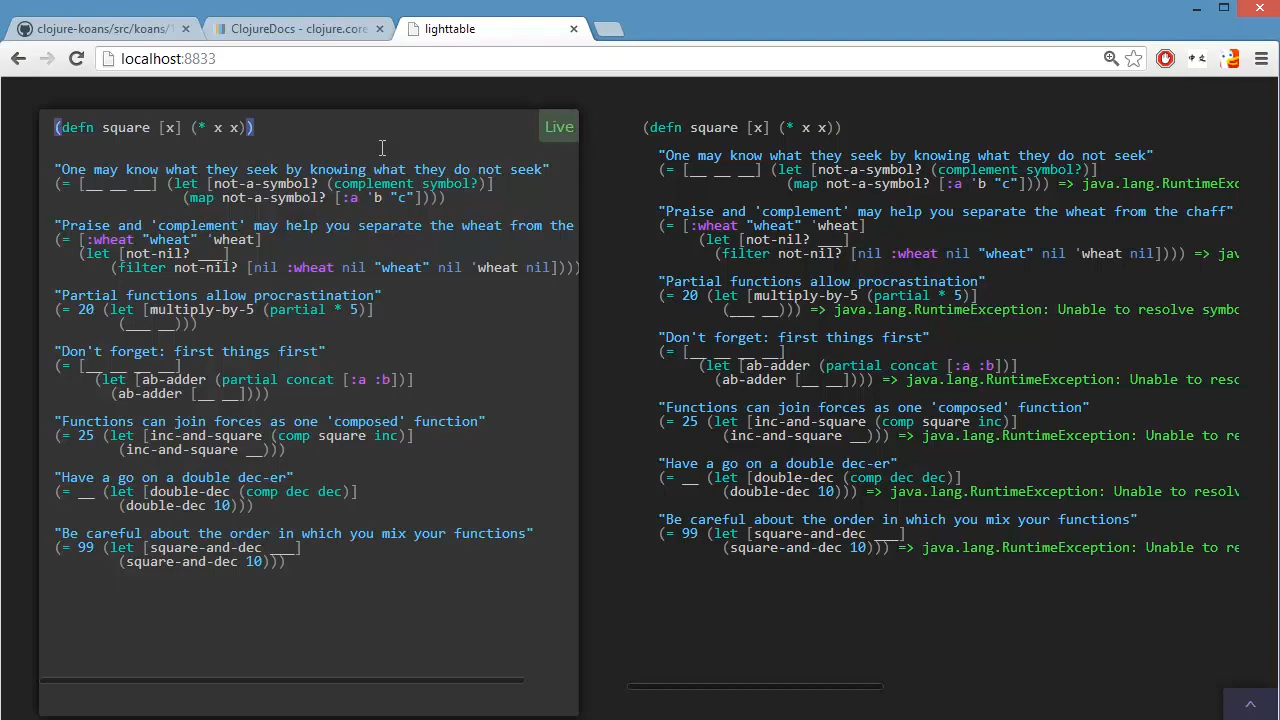 clojure-koans/src/koans/1
ClojureDocs - clojure.core
lighttable
localhost:8833
(defn square [x] (* x x))
Live
"One may know what they seek by knowing what they do not seek"
(= [__ __ __] (let [not-a-symbol? (complement symbol?)]
(map not-a-symbol? [:a 'b "c"])))
"Praise and 'complement' may help you separate the wheat from the
(= [:wheat "wheat" 'wheat]
(let [not-nil? ___]
(filter not-nil? [nil :wheat nil "wheat" nil 'wheat nil])))
"Partial functions allow procrastination"
(= 20 (let [multiply-by-5 (partial * 5)]
(___ __)))
"Don't forget: first things first"
(= [__ __ __ __]
(let [ab-adder (partial concat [:a :b])]
(ab-adder [__ __])))
"Functions can join forces as one 'composed' function"
(= 25 (let [inc-and-square (comp square inc)]
(inc-and-square __)))
"Have a go on a double dec-er"
(= __ (let [double-dec (comp dec dec)]
(double-dec 10)))
"Be careful about the order in which you mix your functions"
(= 99 (let [square-and-dec ___]
(square-and-dec 10)))
(defn square [x] (* x x))
"One may know what they seek by knowing what they do not seek"
(= [__ __ __] (let [not-a-symbol? (complement symbol?)]
(map not-a-symbol? [:a 'b "c"]))) => java.lang.RuntimeExc
"Praise and 'complement' may help you separate the wheat from the chaff"
(= [:wheat "wheat" 'wheat]
(let [not-nil? ___]
(filter not-nil? [nil :wheat nil "wheat" nil 'wheat nil]))) => jav
"Partial functions allow procrastination"
(= 20 (let [multiply-by-5 (partial * 5)]
(___ __))) => java.lang.RuntimeException: Unable to resolve symbo
"Don't forget: first things first"
(= [__ __ __ __]
(let [ab-adder (partial concat [:a :b])]
(ab-adder [__ __]))) => java.lang.RuntimeException: Unable to reso
"Functions can join forces as one 'composed' function"
(= 25 (let [inc-and-square (comp square inc)]
(inc-and-square __))) => java.lang.RuntimeException: Unable to re
"Have a go on a double dec-er"
(= __ (let [double-dec (comp dec dec)]
(double-dec 10))) => java.lang.RuntimeException: Unable to resolv
"Be careful about the order in which you mix your functions"
(= 99 (let [square-and-dec ___]
(square-and-dec 10))) => java.lang.RuntimeException: Unable to re